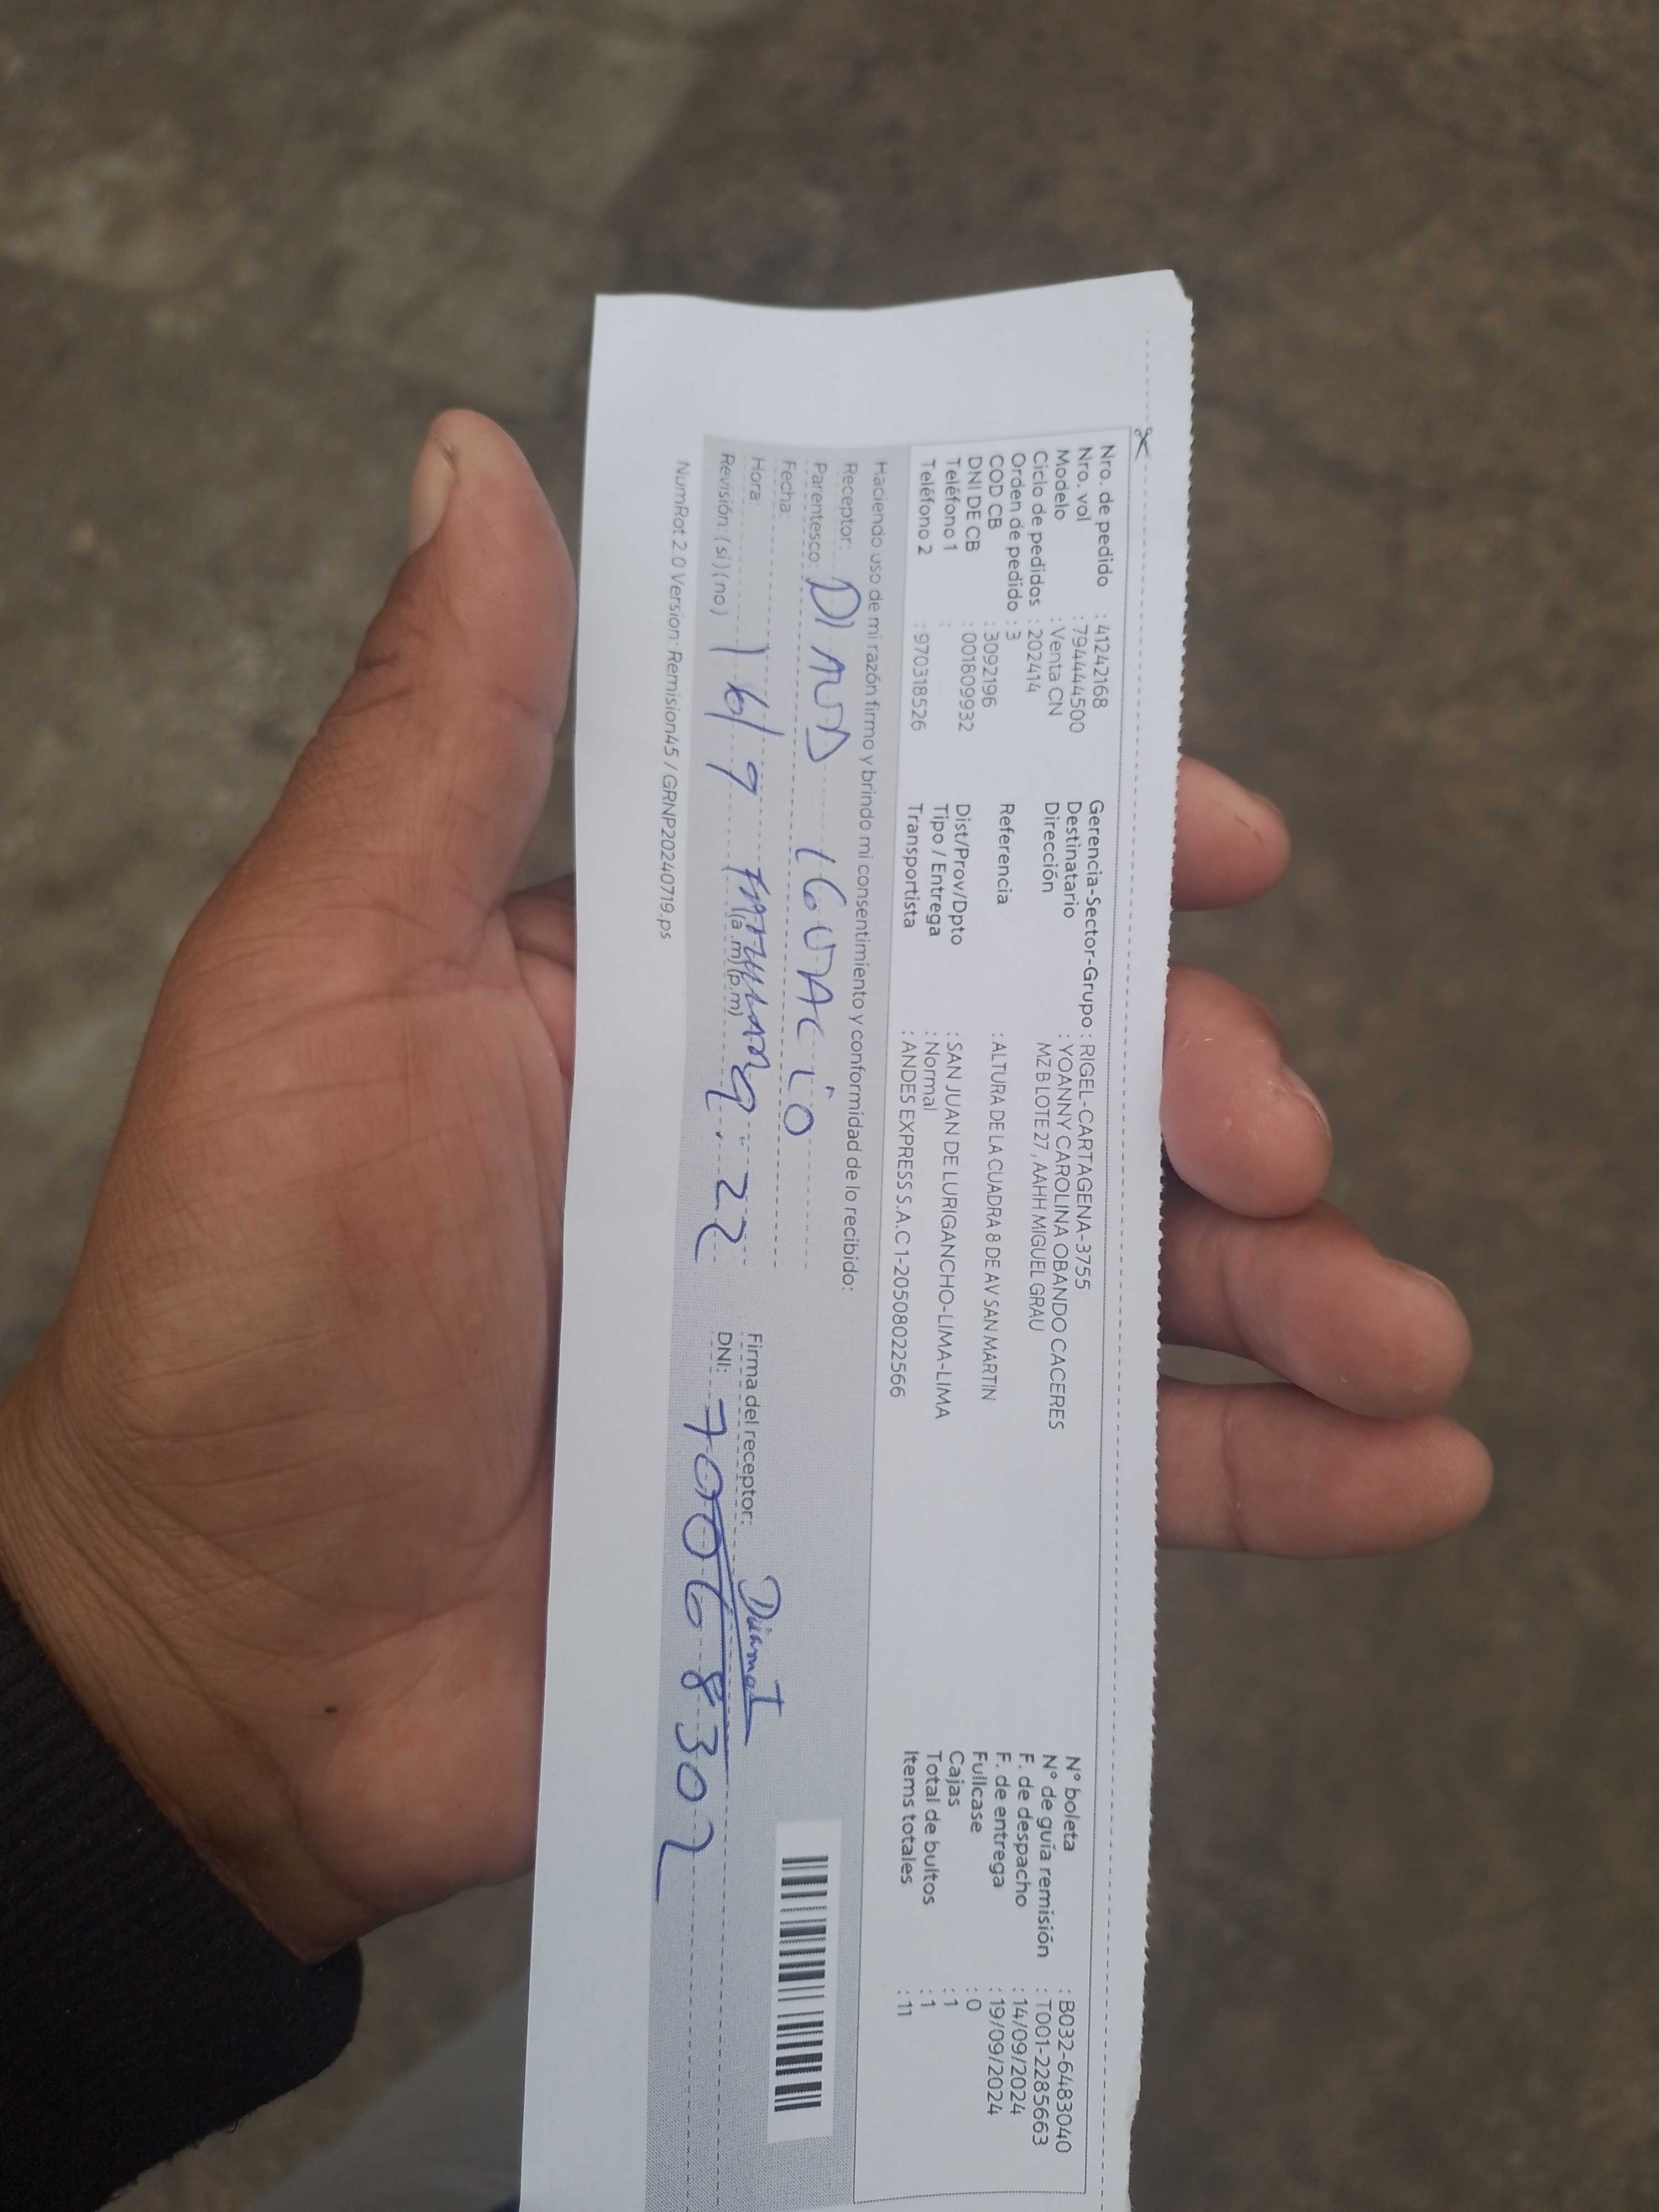 Nro. de pedido : 41242168
Nro. vol : 794444500
Modelo : Venta CN
Ciclo de pedidos : 202414
Orden de pedido : 3
COD CB : 3092196
DNI DE CB : 001809932
Teléfono 1 :
Teléfono 2 : 970318526
Gerencia-Sector-Grupo : RIGEL-CARTAGENA-3755
Destinatario : YOANNY CAROLINA OBANDO CACERES
Dirección MZ B LOTE 27 , AAHH MIGUEL GRAU
Referencia : ALTURA DE LA CUADRA 8 DE AV SAN MARTIN
Dist/Prov/Dpto : SAN JUAN DE LURIGANCHO-LIMA-LIMA
Tipo / Entrega : Normal
Transportista : ANDES EXPRESS S.A.C 1-20508022566
N° boleta : B032-6483040
N° de guía remisión : T001-2285663
F. de despacho : 14/09/2024
F. de entrega : 19/09/2024
Fullcase : 0
Cajas : 1
Total de bultos : 1
Items totales : 11
Haciendo uso de mi razón firmo y brindo mi consentimiento y conformidad de lo recibido:
Receptor:
Parentesco: DIANA
Fecha:
Hora: (a .m) (p.m)
Revisión: (si) (no) 16/9 22
Firma del receptor:
DNI: 70068302
NumRot 2.0 Version: Remision45 / GRNP20240719.ps